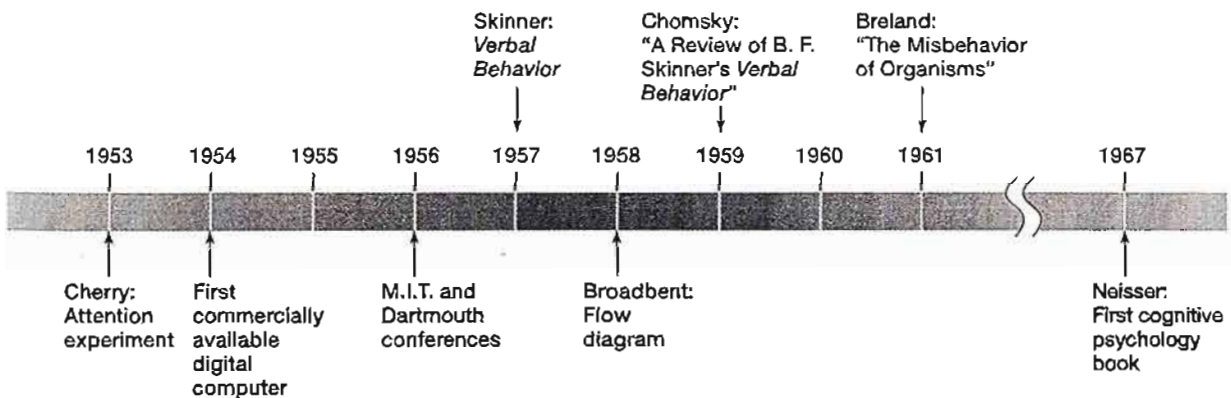 Skinner:
Verbal
Behavior
Chomsky:
"A Review of B. F.
Skinner's Verbal
Behavior"
Breland:
"The Misbehavior
of Organisms"
1953 1954 1955 1956 1957 1958 1959 1960 1961 1967
Cherry:
Attention
experiment
First
commercially
available
digital
computer
M.I.T. and
Dartmouth
conferences
Broadbent:
Flow
diagram
Neisser:
First cognitive
psychology
book